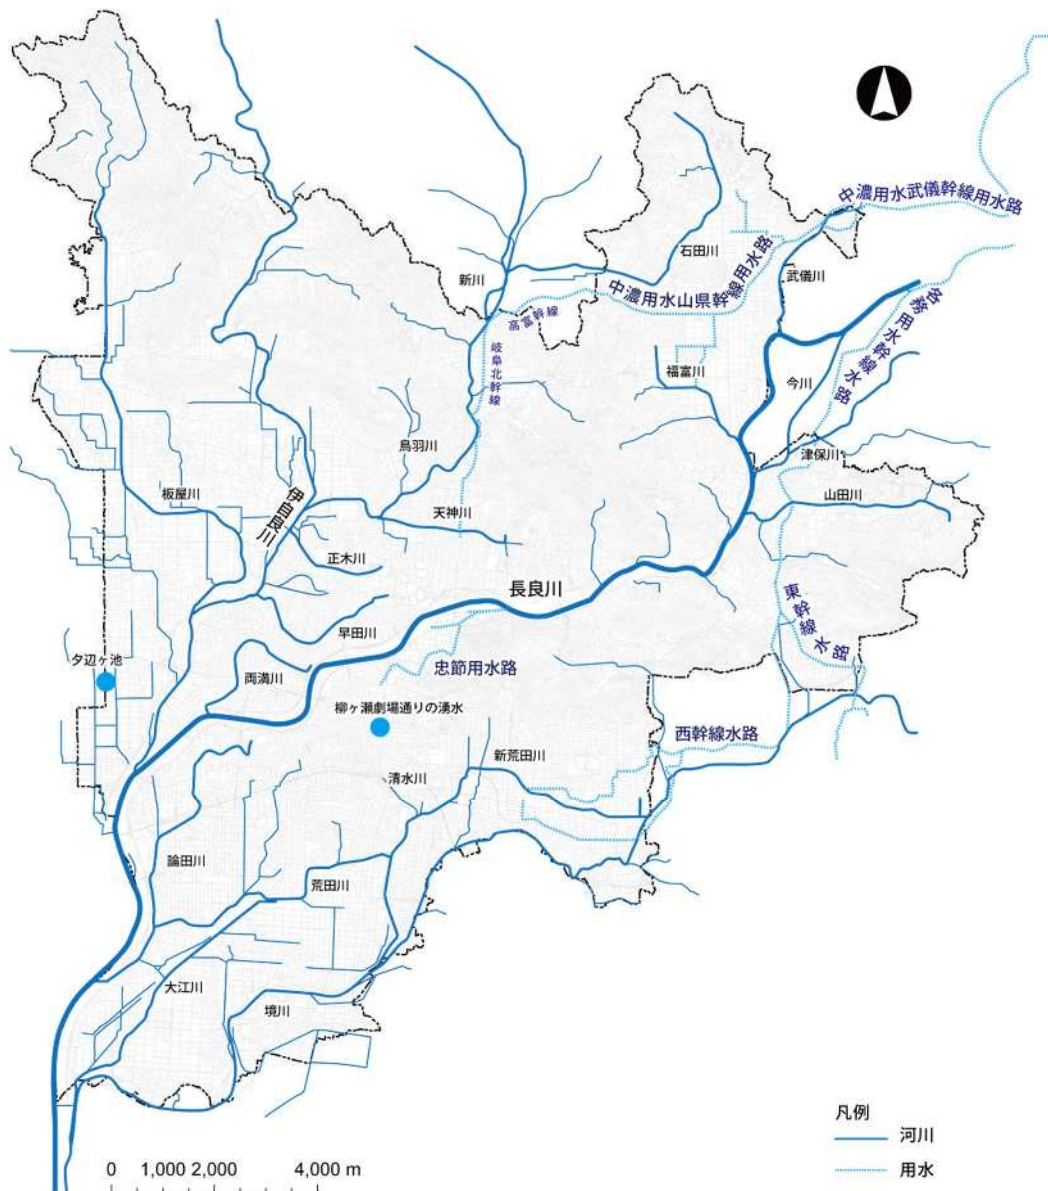 中濃用水武儀幹線用水路
石田川
新川
武儀川
中濃用水山県幹線用水路
高富幹線
各務用水幹線水路
岐阜北幹線
福富川
今川
鳥羽川
津保川
板屋川
伊自良川
山田川
天神川
正木川
長良川
東幹線水路
早田川
夕辺ヶ池
忠節用水路
両満川
柳ヶ瀬劇場通りの湧水
西幹線水路
新荒田川
清水川
論田川
荒田川
大江川
境川
凡例
河川
用水
0 1,000 2,000 4,000 m